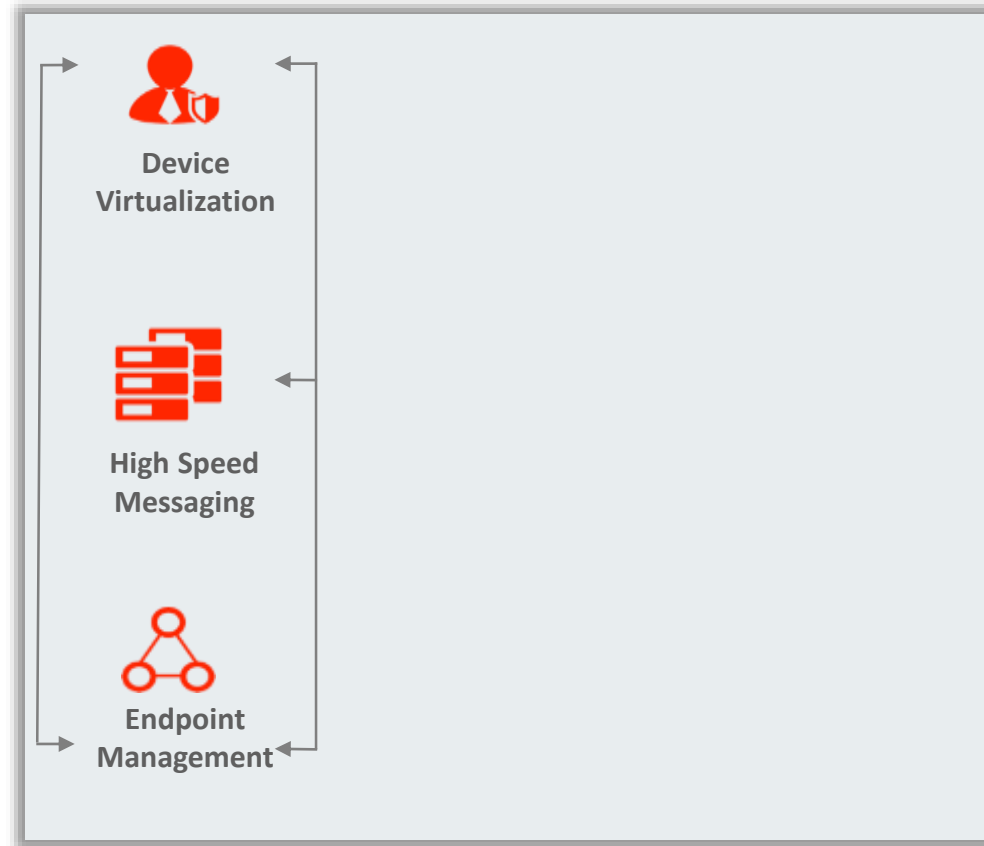 Device
Virtualization
High Speed
Messaging
Endpoint
Management